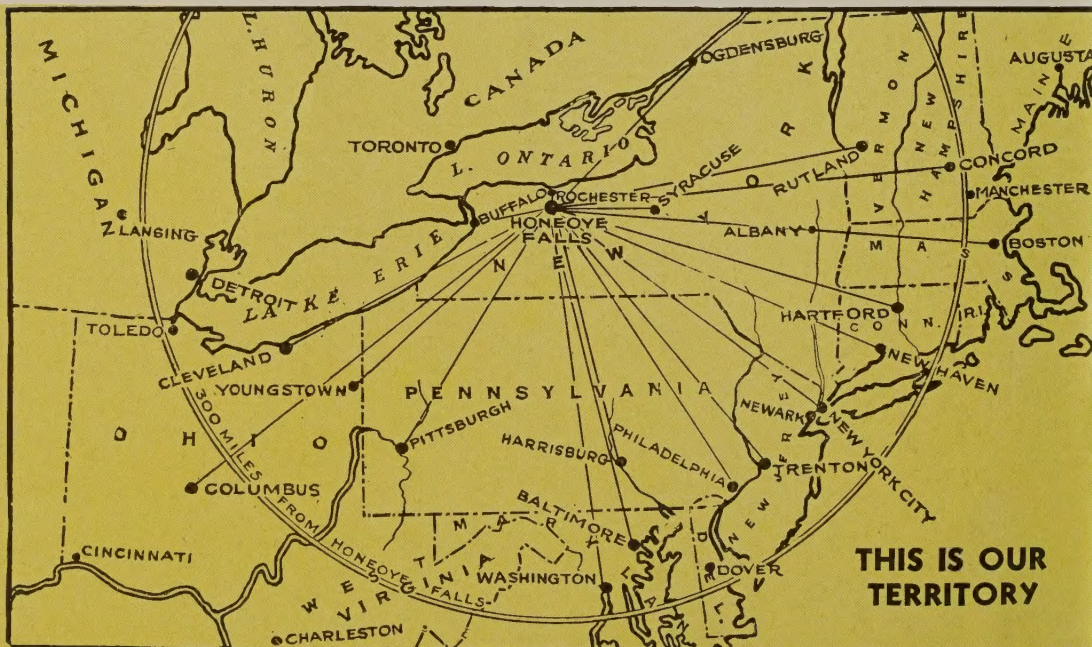 MICHIGAN
L. HURON
CANADA
OGDENSBURG
AUGUSTA
MAINE
TORONTO
L. ONTARIO
NEW YORK
VERMONT
NEW HAMPSHIRE
RUTLAND
CONCORD
MANCHESTER
BUFFALO
ROCHESTER
SYRACUSE
HONEOYE
FALLS
ALBANY
MASS
BOSTON
LANSING
DETROIT
LAKE ERIE
HARTFORD
CONN.
R.I.
TOLEDO
CLEVELAND
NEW HAVEN
YOUNGSTOWN
PENNSYLVANIA
NEW JERSEY
NEWARK
NEW YORK CITY
OHIO
PITTSBURGH
HARRISBURG
PHILADELPHIA
TRENTON
COLUMBUS
300 MILES FROM HONEOYE FALLS
BALTIMORE
MARYLAND
CINCINNATI
WEST
VIRGINIA
WASHINGTON
DEL.
DOVER
CHARLESTON
THIS IS OUR
TERRITORY